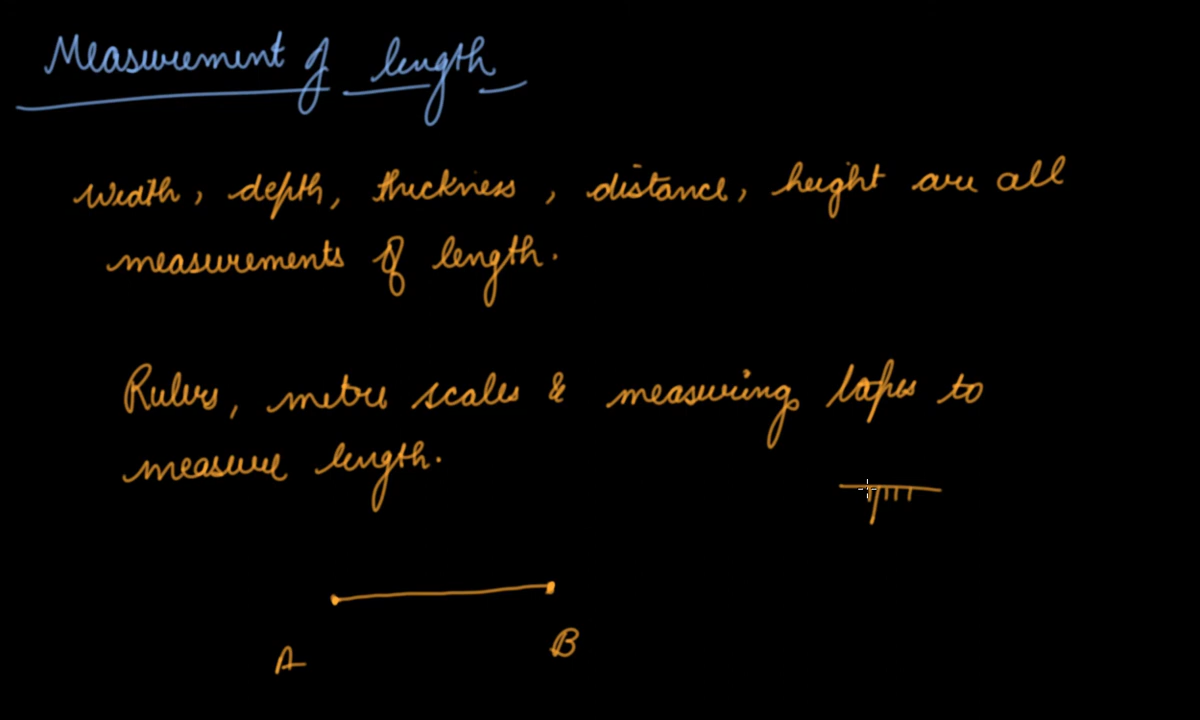 Measurement of length
Width, depth, thickness, distance, height are all
measurements of length.
Rulers, metre scales & measuring tapes to
measure length.
A
B